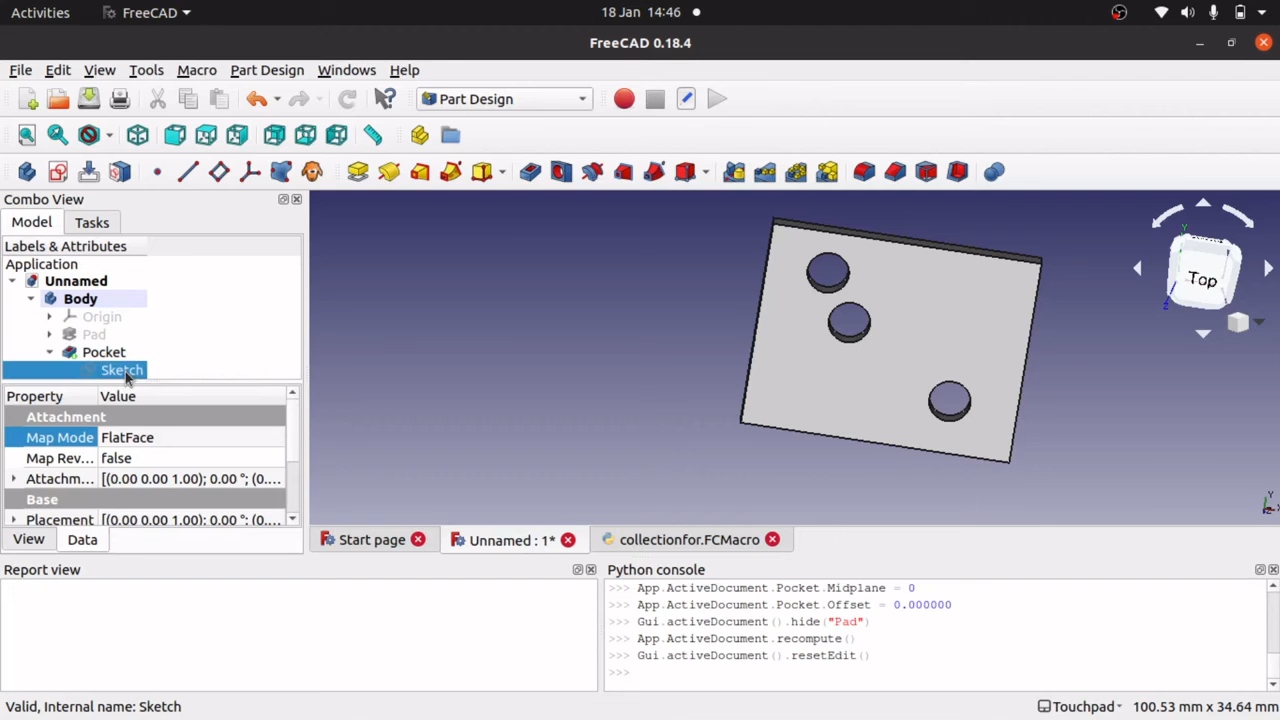 Activities FreeCAD 18 Jan 14:46
FreeCAD 0.18.4
File Edit View Tools Macro Part Design Windows Help
Part Design
Combo View
Model Tasks
Labels & Attributes
Application
Unnamed
Body
Origin
Pad
Pocket
Sketch
Property Value
Attachment
Map Mode FlatFace
Map Rev... false
Attachm... [(0.00 0.00 1.00); 0.00 °; (0....
Base
Placement [(0.00 0.00 1.00); 0.00 °; (0....
View Data
Y
Top
Z
Y
X
Start page Unnamed : 1* collectionfor.FCMacro
Report view
Python console
>>> App.ActiveDocument.Pocket.Midplane = 0
>>> App.ActiveDocument.Pocket.Offset = 0.000000
>>> Gui.activeDocument().hide("Pad")
>>> App.ActiveDocument.recompute()
>>> Gui.activeDocument().resetEdit()
>>>
Valid, Internal name: Sketch Touchpad 100.53 mm x 34.64 mm